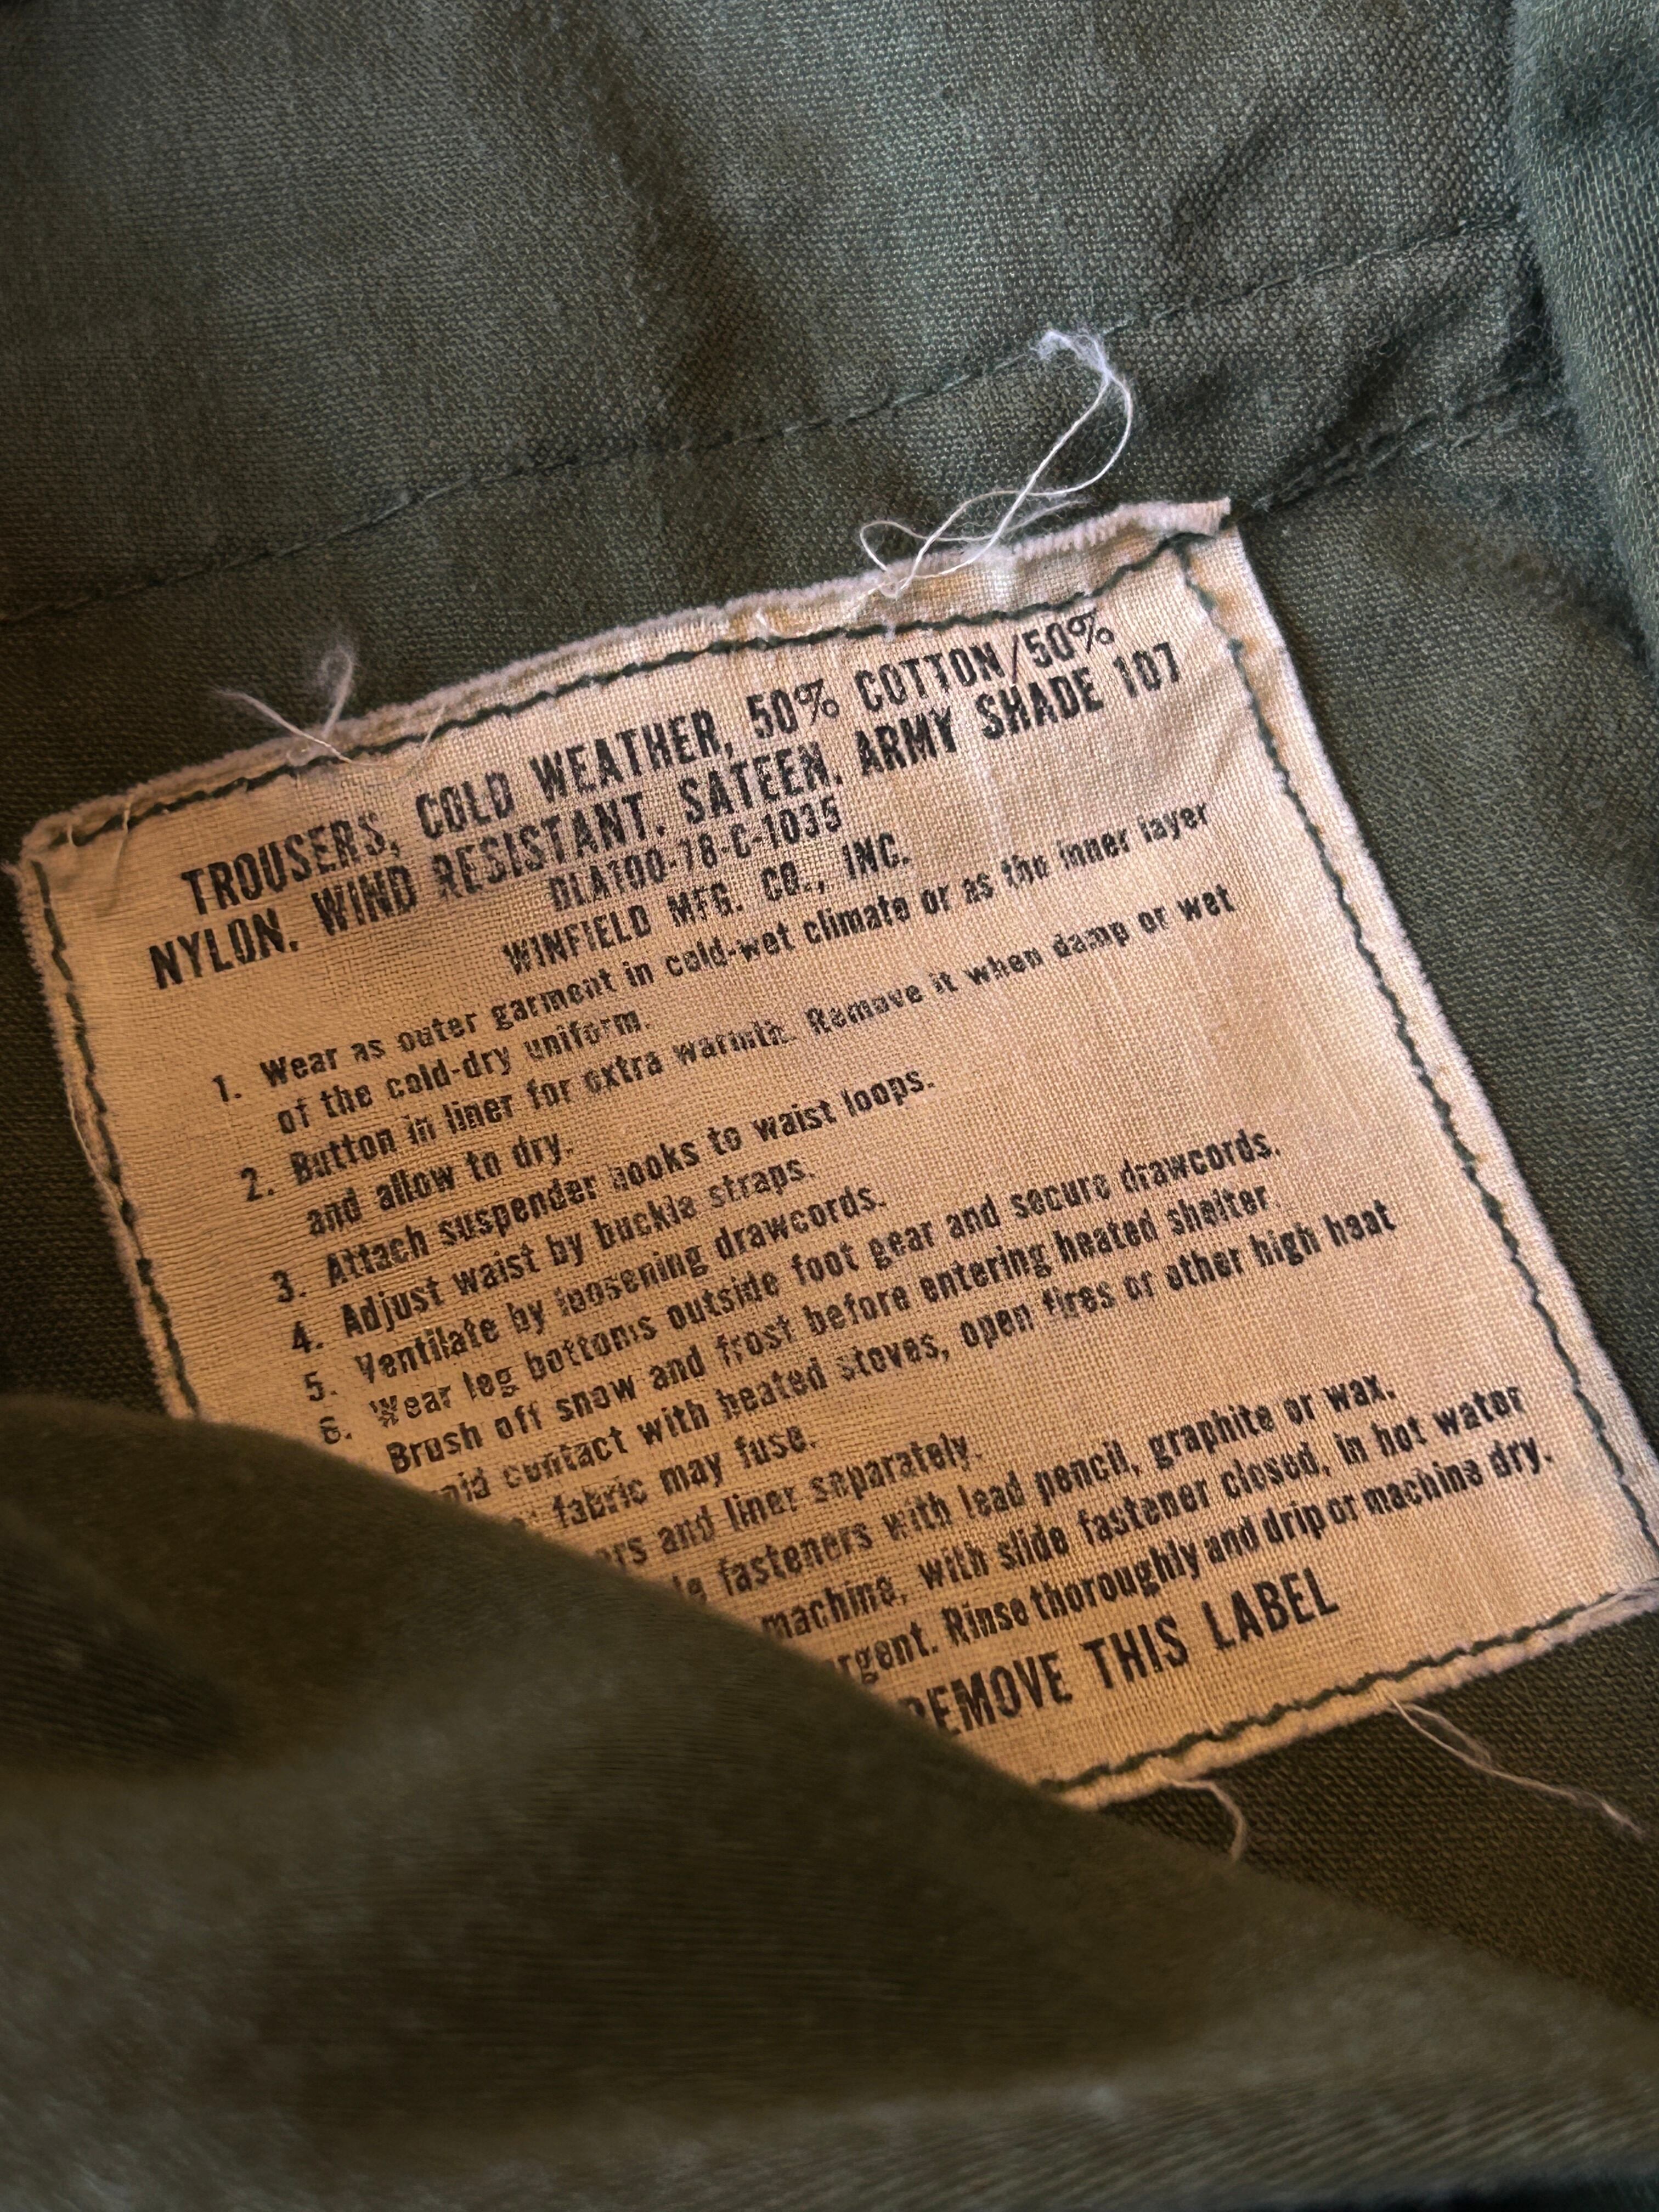 TROUSERS, COLD WEATHER, 50% COTTON/50%
NYLON, WIND RESISTANT, SATEEN, ARMY SHADE 107
DLA100-78-C-1035
WINFIELD MFG. CO., INC.
1. Wear as outer garment in cold-wet climate or as the inner layer
of the cold-dry uniform.
2. Button in liner for extra warmth. Remove it when damp or wet
and allow to dry.
3. Attach suspender hooks to waist loops.
4. Adjust waist by buckle straps.
5. Ventilate by loosening drawcords.
6. Wear leg bottoms outside foot gear and secure drawcords.
Brush off snow and frost before entering heated shelter.
contact with heated stoves, open fires or other high heat
fabric may fuse.
and liner separately.
fasteners with lead pencil, graphite or wax.
machine, with slide fastener closed, in hot water
Rinse thoroughly and drip or machine dry.
REMOVE THIS LABEL